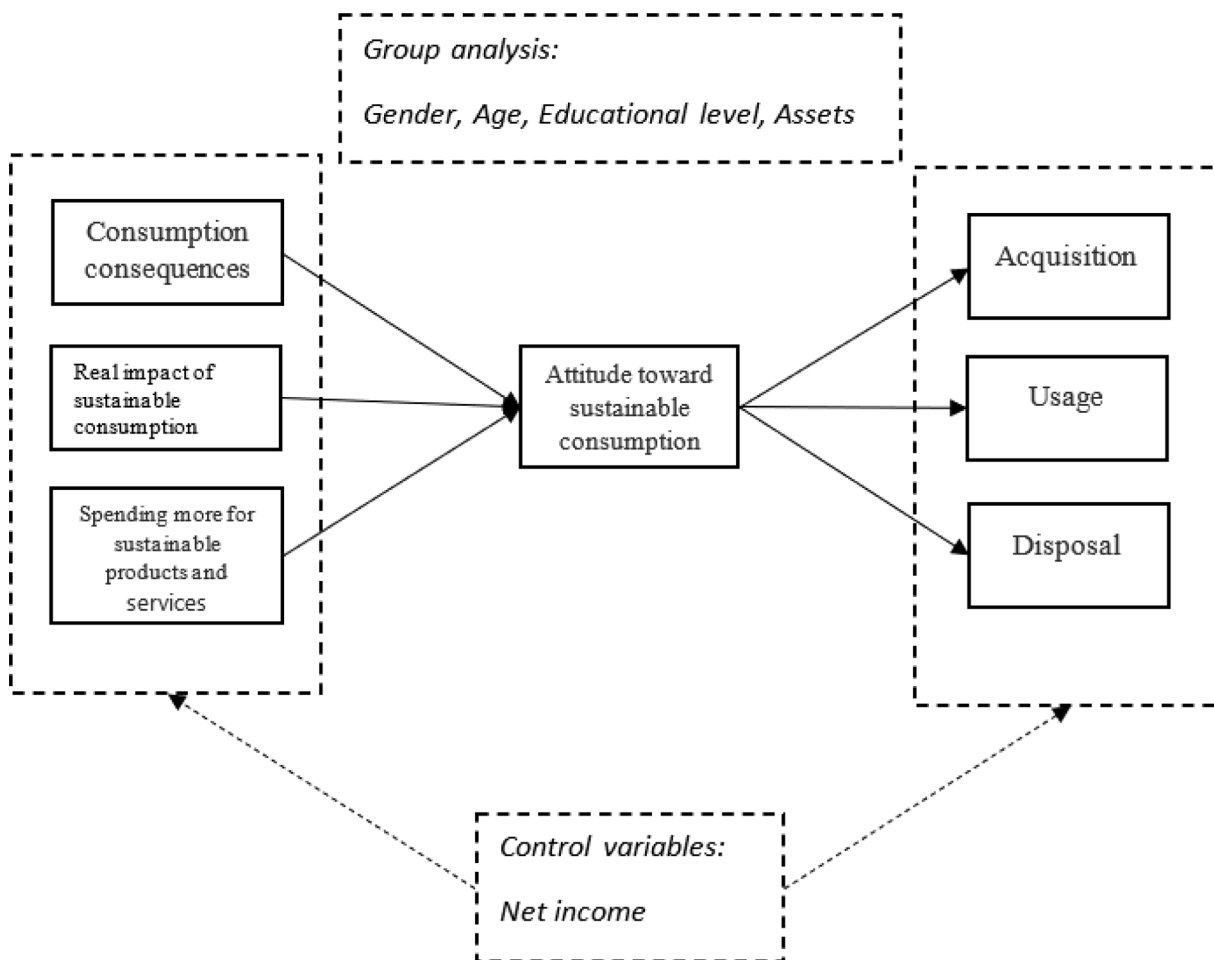 Group analysis:
Gender, Age, Educational level, Assets
Consumption
consequences
Real impact of
sustainable
consumption
Spending more for
sustainable
products and
services
Attitude toward
sustainable
consumption
Acquisition
Usage
Disposal
Control variables:
Net income